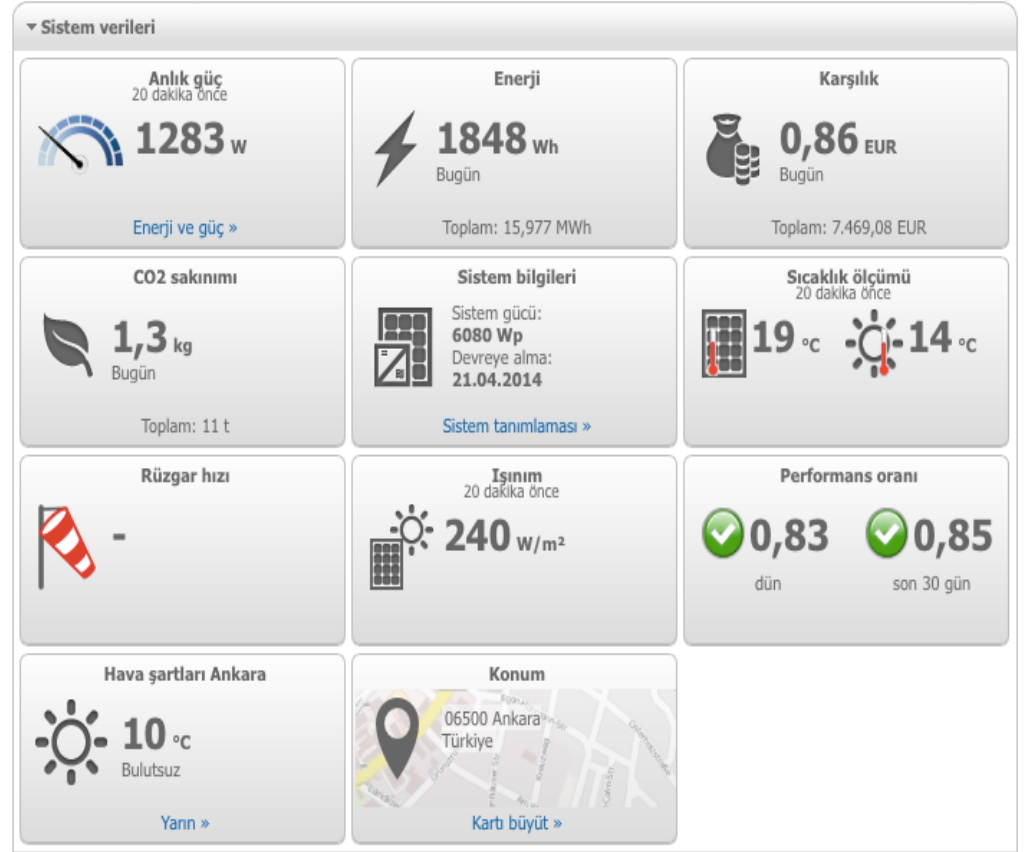 Sistem verileri
Anlık güç
20 dakika önce
1283 W
Enerji ve güç »
Enerji
1848 Wh
Bugün
Toplam: 15,977 MWh
Karşılık
0,86 EUR
Bugün
Toplam: 7.469,08 EUR
CO2 sakınımı
1,3 kg
Bugün
Toplam: 11 t
Sistem bilgileri
Sistem gücü:
6080 Wp
Devreye alma:
21.04.2014
Sistem tanımlaması »
Sıcaklık ölçümü
20 dakika önce
19 °C
14 °C
Rüzgar hızı
-
Işınım
20 dakika önce
240 W/m²
Performans oranı
0,83
dün
0,85
son 30 gün
Hava şartları Ankara
10 °C
Bulutsuz
Yarın »
Konum
06500 Ankara
Türkiye
Kartı büyüt »